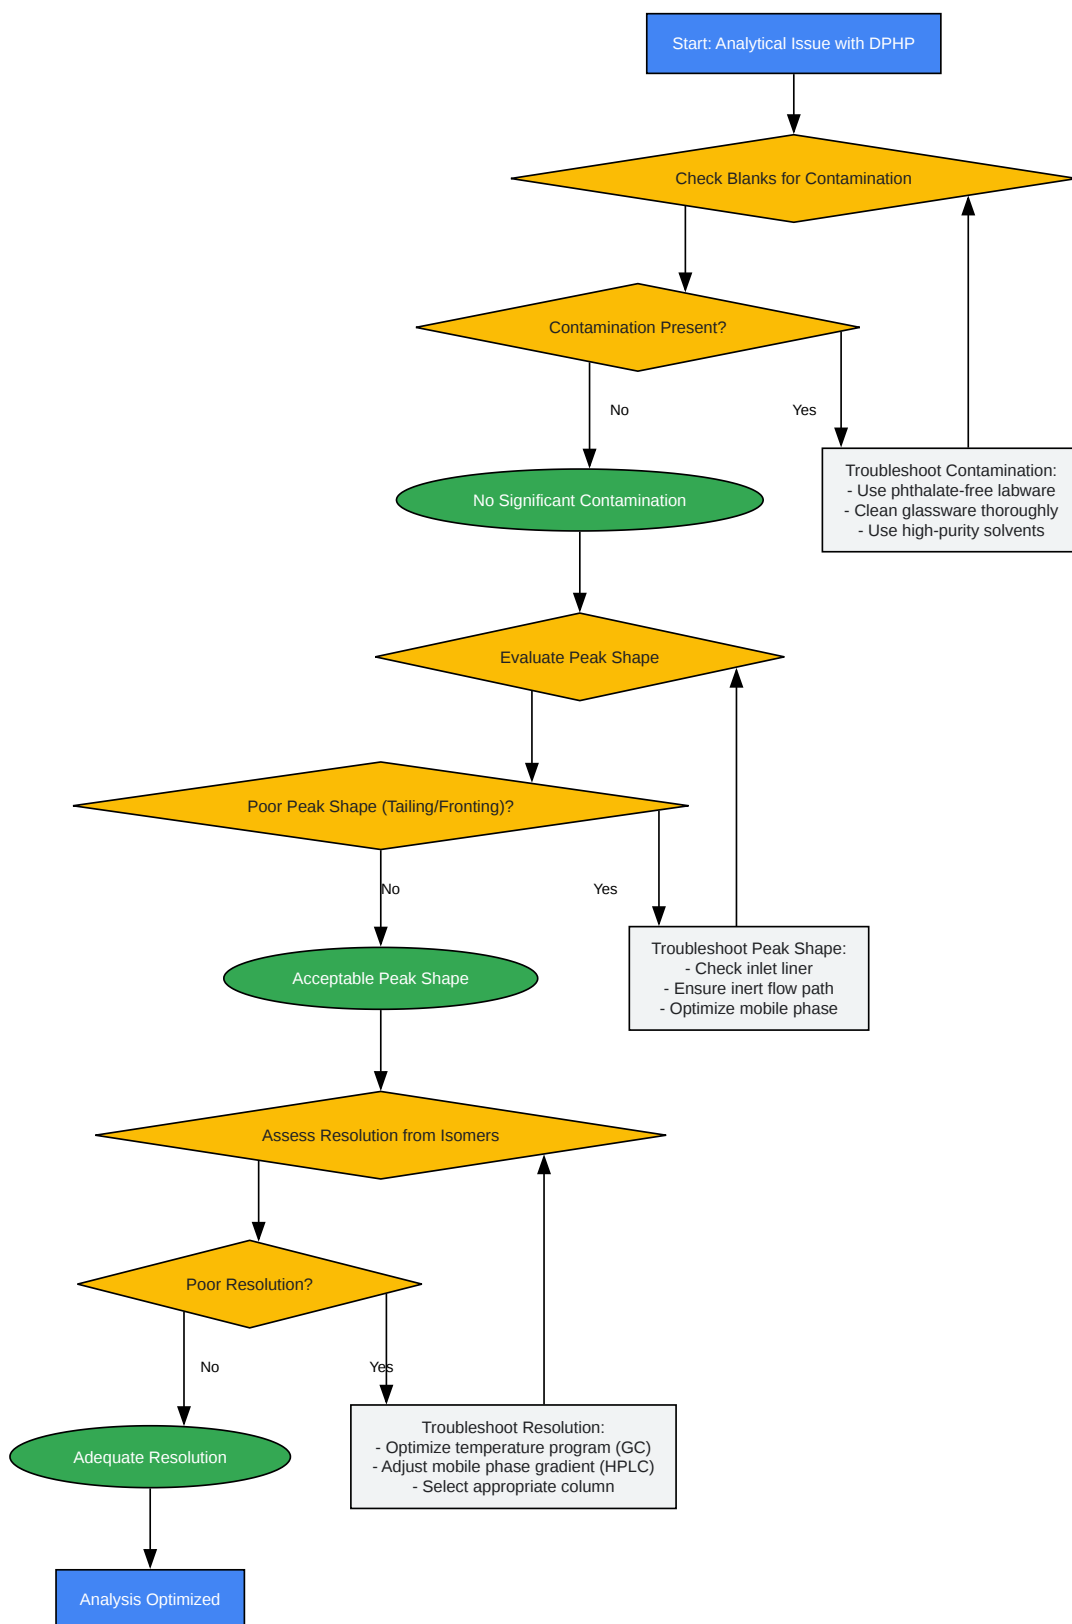 Start: Analytical Issue with DPHP
Check Blanks for Contamination
Contamination Present?
No
Yes
Troubleshoot Contamination:
- Use phthalate-free labware
- Clean glassware thoroughly
- Use high-purity solvents
No Significant Contamination
Evaluate Peak Shape
Poor Peak Shape (Tailing/Fronting)?
No
Yes
Troubleshoot Peak Shape:
- Check inlet liner
- Ensure inert flow path
- Optimize mobile phase
Acceptable Peak Shape
Assess Resolution from Isomers
Poor Resolution?
No
Yes
Troubleshoot Resolution:
- Optimize temperature program (GC)
- Adjust mobile phase gradient (HPLC)
- Select appropriate column
Adequate Resolution
Analysis Optimized